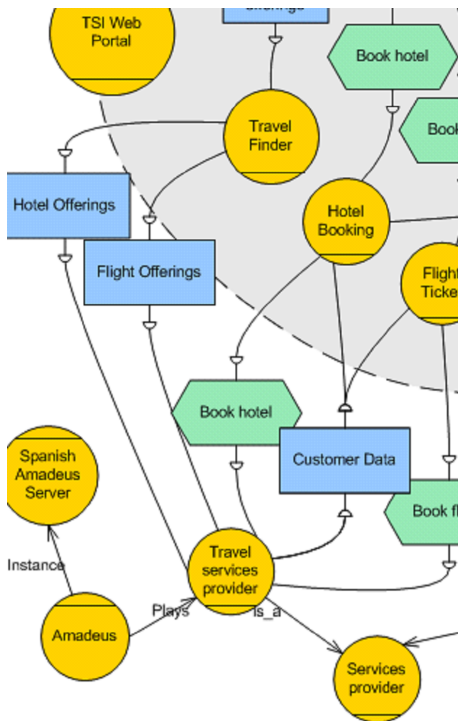 TSI Web
Portal
Book hotel
Travel
Finder
Hotel Offerings
Hotel
Booking
Flight Offerings
Book hotel
Customer Data
Spanish
Amadeus
Server
Travel
services
provider
Instance
Plays
is_a
Amadeus
Services
provider
Flight